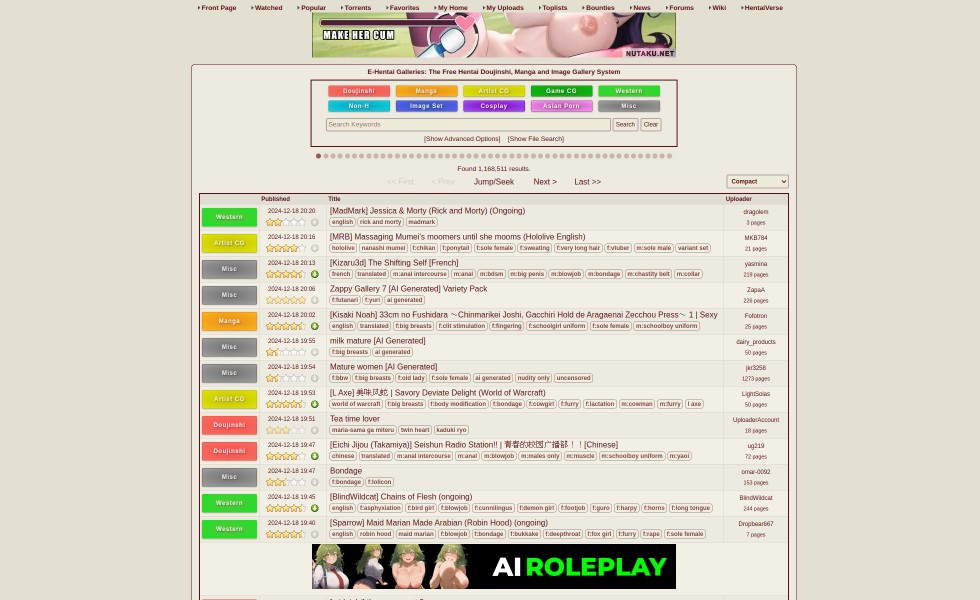 Front Page Watched Popular Torrents Favorites My Home My Uploads Toplists Bounties News Forums Wiki HentaiVerse
MAKE HER CUM
NUTAKU.NET
E-Hentai Galleries: The Free Hentai Doujinshi, Manga and Image Gallery System
Doujinshi Manga Artist CG Game CG Western
Non-H Image Set Cosplay Asian Porn Misc
Search Keywords Search Clear
[Show Advanced Options] [Show File Search]
Found 1,168,511 results.
<< First < Prev Jump/Seek Next > Last >> Compact
Published Title Uploader
Western 2024-12-18 20:20 [MadMark] Jessica & Morty (Rick and Morty) (Ongoing) dragolem
english rick and morty madmark 3 pages
Artist CG 2024-12-18 20:16 [MRB] Massaging Mumei's moomers until she mooms (Hololive English) MKB784
hololive nanashi mumei f:chikan f:ponytail f:sole female f:sweating f:very long hair f:vtuber m:sole male variant set 21 pages
Misc 2024-12-18 20:13 [Kizaru3d] The Shifting Self [French] yasmina
french translated m:anal intercourse m:anal m:bdsm m:big penis m:blowjob m:bondage m:chastity belt m:collar 219 pages
Misc 2024-12-18 20:06 Zappy Gallery 7 [AI Generated] Variety Pack ZapaA
f:futanari f:yuri ai generated 226 pages
Manga 2024-12-18 20:02 [Kisaki Noah] 33cm no Fushidara ～Chinmarikei Joshi, Gacchiri Hold de Aragaenai Zecchou Press～ 1 | Sexy Fofotron
english translated f:big breasts f:clit stimulation f:fingering f:schoolgirl uniform f:sole female m:schoolboy uniform 25 pages
Misc 2024-12-18 19:55 milk mature [AI Generated] dairy_products
f:big breasts ai generated 50 pages
Misc 2024-12-18 19:54 Mature women [AI Generated] jkr3258
f:bbw f:big breasts f:old lady f:sole female ai generated nudity only uncensored 1273 pages
Artist CG 2024-12-18 19:53 [L Axe] 美味风蛇 | Savory Deviate Delight (World of Warcraft) LightSolas
world of warcraft f:big breasts f:body modification f:bondage f:cowgirl f:furry f:lactation m:cowman m:furry l axe 50 pages
Doujinshi 2024-12-18 19:51 Tea time lover UploaderAccount
maria-sama ga miteru twin heart kaduki ryo 18 pages
Doujinshi 2024-12-18 19:47 [Eichi Jijou (Takamiya)] Seishun Radio Station!! | 青春的校园广播部！！[Chinese] ug219
chinese translated m:anal intercourse m:anal m:blowjob m:males only m:muscle m:schoolboy uniform m:yaoi 72 pages
Misc 2024-12-18 19:47 Bondage omar-0092
f:bondage f:lolicon 153 pages
Western 2024-12-18 19:45 [BlindWildcat] Chains of Flesh (ongoing) BlindWildcat
english f:asphyxiation f:bird girl f:blowjob f:cunnilingus f:demon girl f:footjob f:guro f:harpy f:horns f:long tongue 244 pages
Western 2024-12-18 19:40 [Sparrow] Maid Marian Made Arabian (Robin Hood) (ongoing) Dropbear667
english robin hood maid marian f:blowjob f:bondage f:bukkake f:deepthroat f:fox girl f:furry f:rape f:sole female 7 pages
AI ROLEPLAY